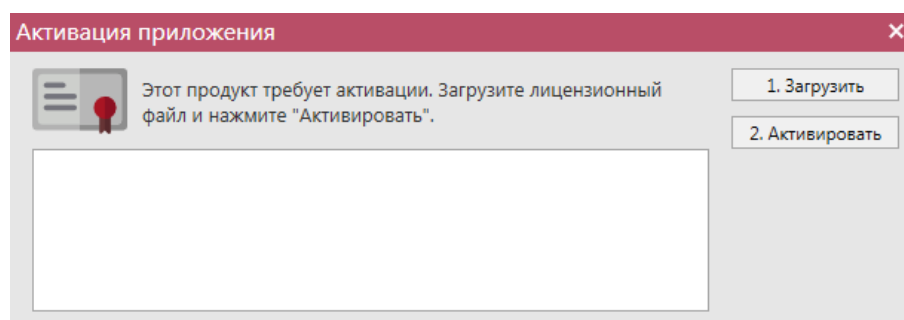 Активация приложения
Этот продукт требует активации. Загрузите лицензионный
файл и нажмите "Активировать".
1. Загрузить
2. Активировать